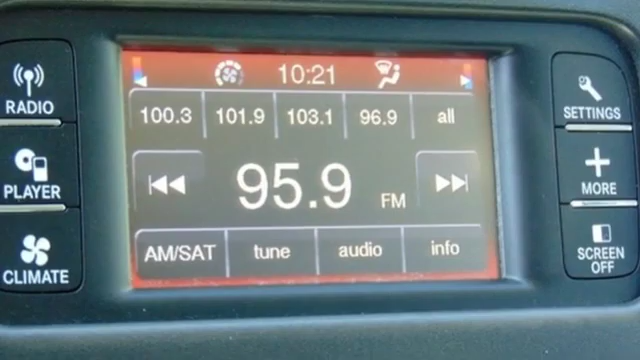 10:21
RADIO
100.3 101.9 103.1 96.9 all
SETTINGS
PLAYER
95.9 FM
MORE
CLIMATE
AM/SAT tune audio info
SCREEN
OFF